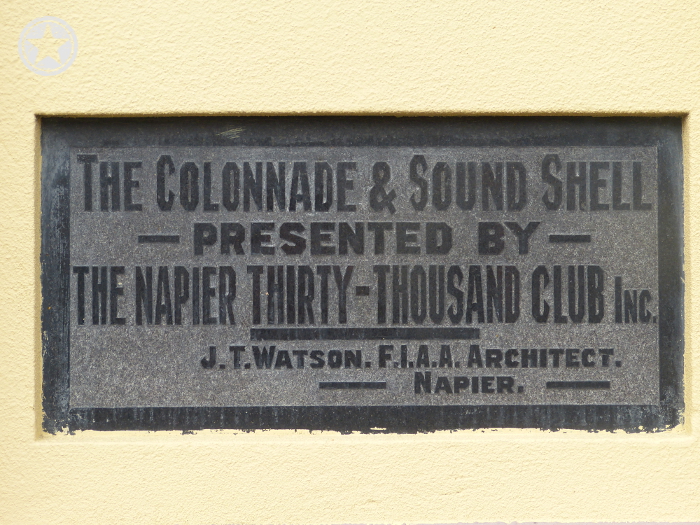 THE COLONNADE & SOUND SHELL
— PRESENTED BY —
THE NAPIER THIRTY-THOUSAND CLUB INC.
J.T. WATSON. F.I.A.A. ARCHITECT.
— NAPIER. —